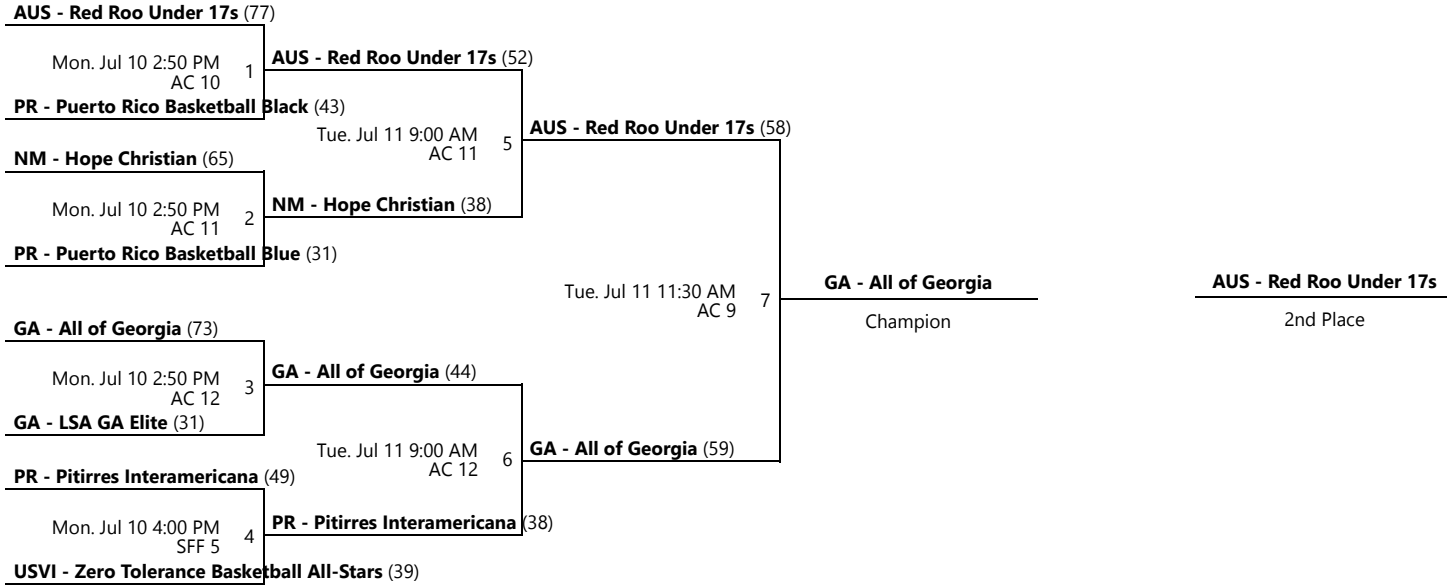 AUS - Red Roo Under 17s (77)
Mon. Jul 10 2:50 PM
AC 10
1
PR - Puerto Rico Basketball Black (43)
AUS - Red Roo Under 17s (52)
Tue. Jul 11 9:00 AM
AC 11
5
NM - Hope Christian (65)
Mon. Jul 10 2:50 PM
AC 11
2
PR - Puerto Rico Basketball Blue (31)
NM - Hope Christian (38)
AUS - Red Roo Under 17s (58)
Tue. Jul 11 11:30 AM
AC 9
7
GA - All of Georgia
Champion
AUS - Red Roo Under 17s
2nd Place
GA - All of Georgia (73)
Mon. Jul 10 2:50 PM
AC 12
3
GA - LSA GA Elite (31)
GA - All of Georgia (44)
Tue. Jul 11 9:00 AM
AC 12
6
GA - All of Georgia (59)
PR - Pitirres Interamericana (49)
Mon. Jul 10 4:00 PM
SFF 5
4
USVI - Zero Tolerance Basketball All-Stars (39)
PR - Pitirres Interamericana (38)